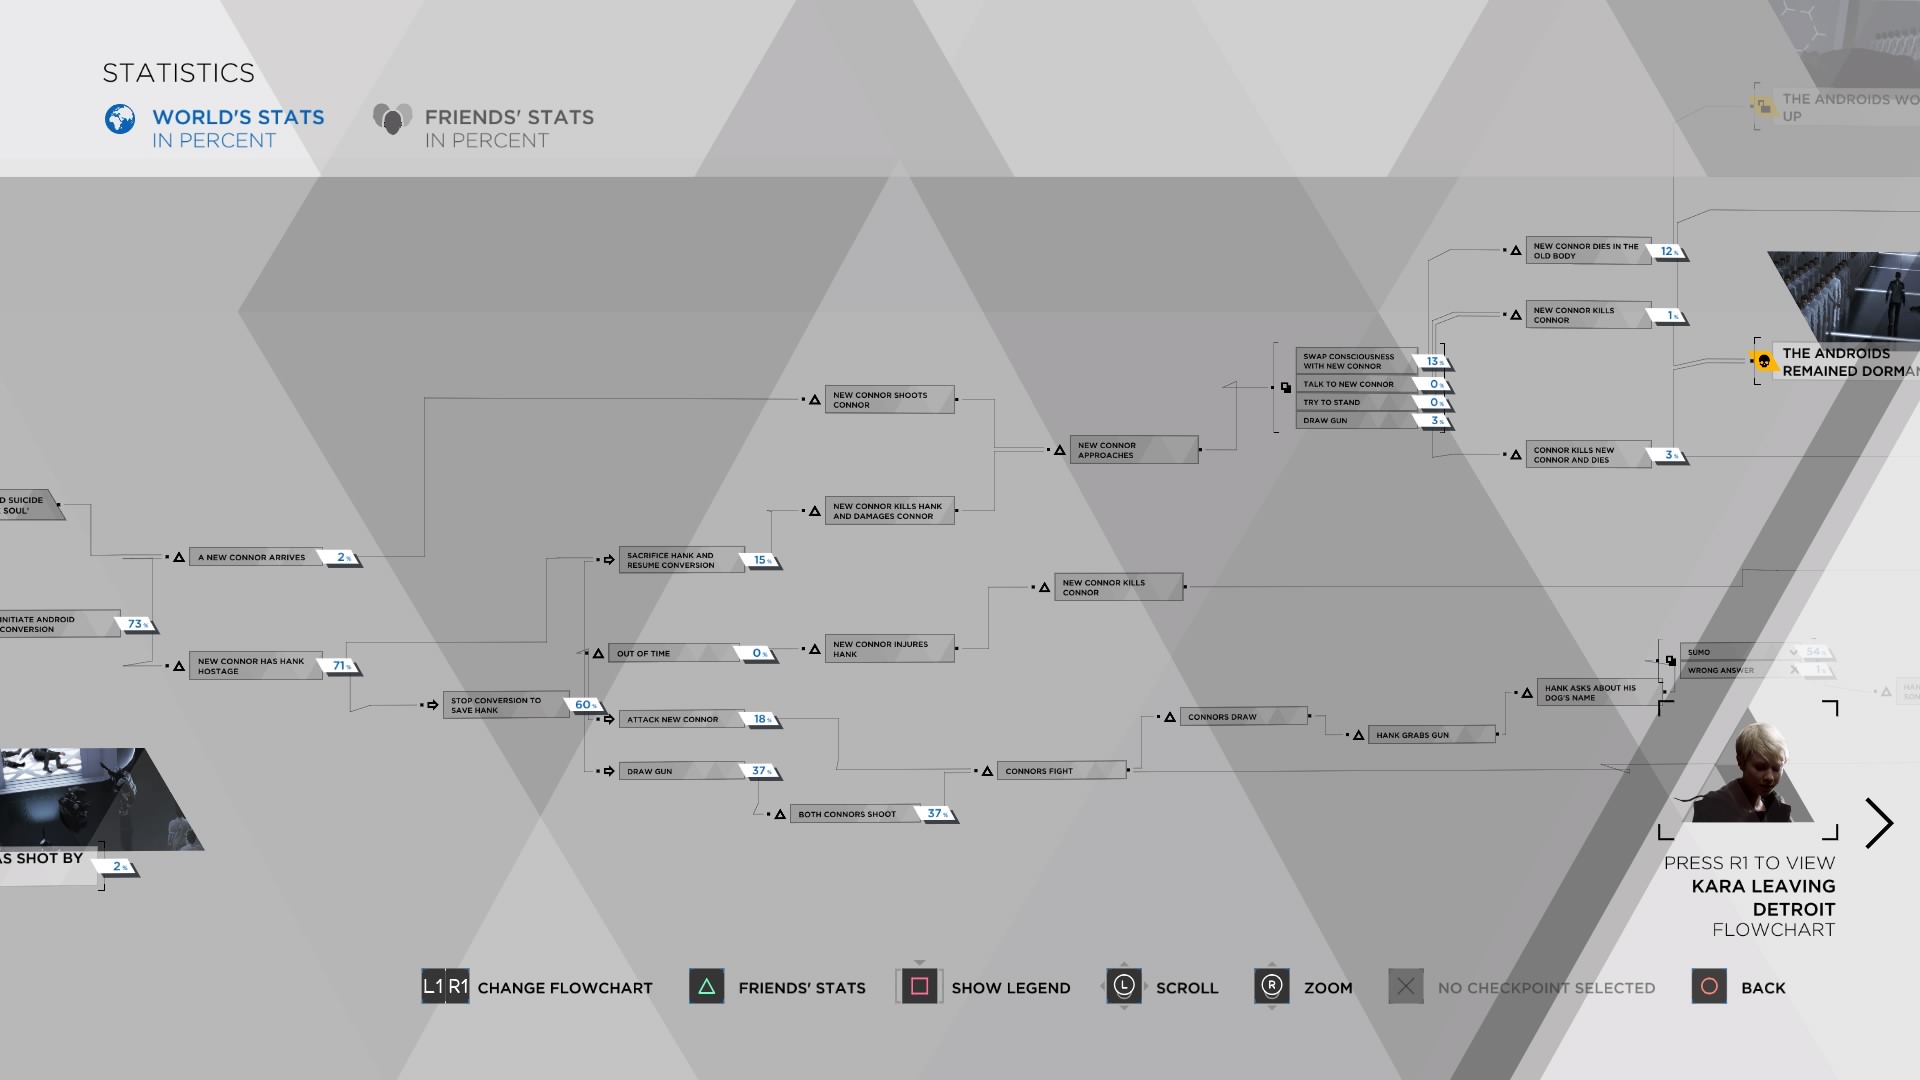 STATISTICS
WORLD'S STATS
IN PERCENT
FRIENDS' STATS
IN PERCENT
THE ANDROIDS
UP
NEW CONNOR DIES IN THE
OLD BODY
12%
NEW CONNOR KILLS
CONNOR
1%
THE ANDROIDS
REMAINED
SWAP CONSCIOUSNESS
WITH NEW CONNOR
13%
TALK TO NEW CONNOR
0%
TRY TO STAND
0%
DRAW GUN
3%
NEW CONNOR SHOOTS
CONNOR
NEW CONNOR
APPROACHES
CONNOR KILLS NEW
CONNOR AND DIES
3%
SUICIDE
SOUL'
NEW CONNOR KILLS HANK
AND DAMAGES CONNOR
A NEW CONNOR ARRIVES
2%
SACRIFICE HANK AND
RESUME CONVERSION
15%
NEW CONNOR KILLS
CONNOR
INITIATE ANDROID
CONVERSION
73%
NEW CONNOR HAS HANK
HOSTAGE
71%
OUT OF TIME
0%
NEW CONNOR INJURES
HANK
SUMO
54%
WRONG ANSWER
1%
STOP CONVERSION TO
SAVE HANK
60%
ATTACK NEW CONNOR
18%
CONNORS DRAW
HANK GRABS GUN
HANK ASKS ABOUT HIS
DOG'S NAME
DRAW GUN
37%
CONNORS FIGHT
BOTH CONNORS SHOOT
37%
SHOT BY
2%
PRESS R1 TO VIEW
KARA LEAVING
DETROIT
FLOWCHART
L1 R1 CHANGE FLOWCHART
FRIENDS' STATS
SHOW LEGEND
L SCROLL
R ZOOM
NO CHECKPOINT SELECTED
BACK